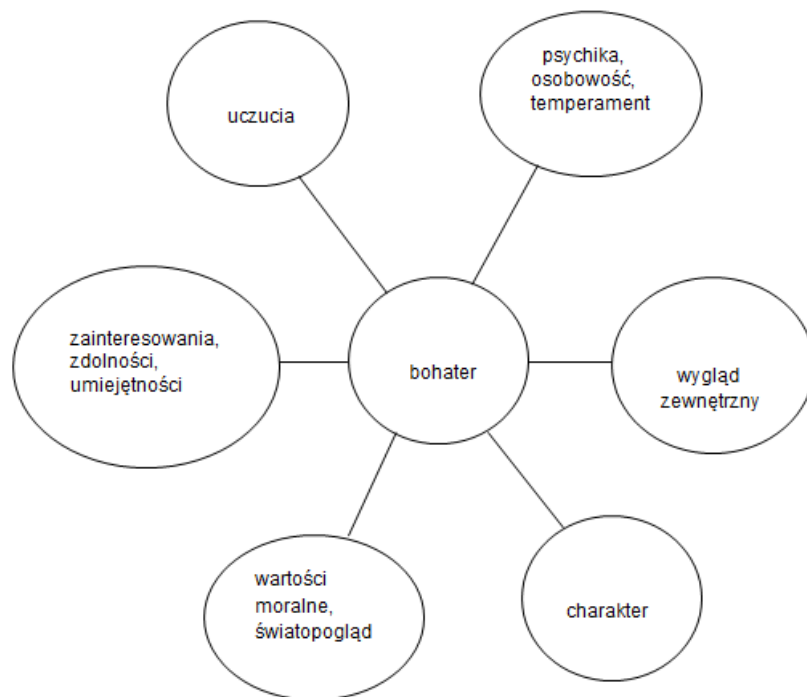 uczucia
psychika,
osobowość,
temperament
zainteresowania,
zdolności,
umiejętności
bohater
wygląd
zewnętrzny
wartości
moralne,
światopogląd
charakter